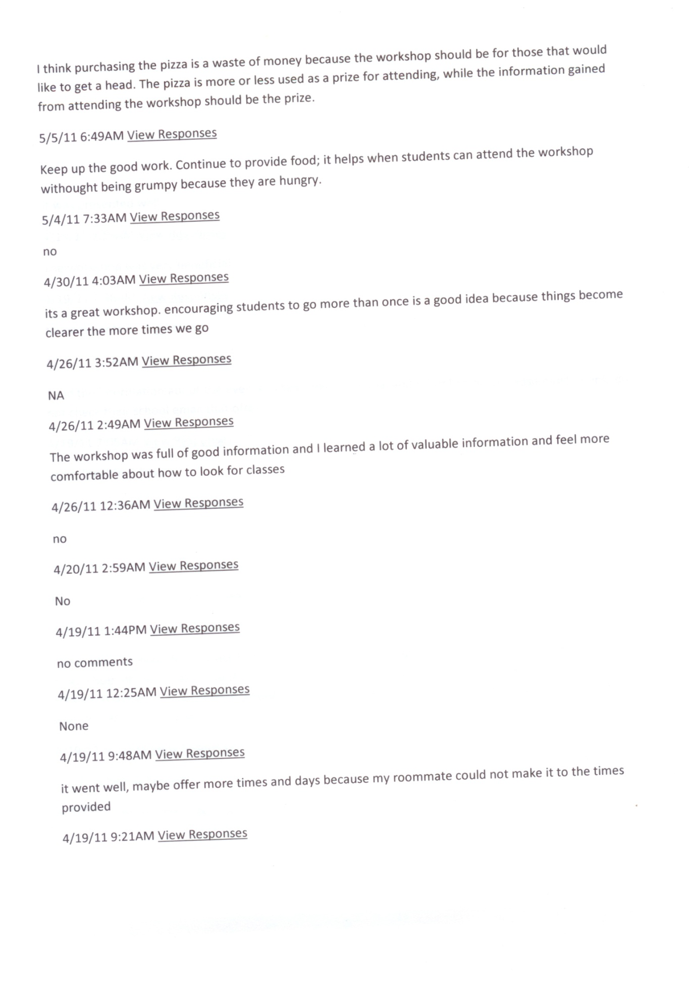 I think purchasing the pizza is a waste of money because the workshop should be for those that would
like to get a head. The pizza is more or less used as a prize for attending, while the information gained
from attending the workshop should be the prize.
5/5/11 6:49AM View Responses
Keep up the good work. Continue to provide food; it helps when students can attend the workshop
withought being grumpy because they are hungry.
5/4/11 7:33AM View Responses
no
4/30/11 4:03AM View Responses
its a great workshop. encouraging students to go more than once is a good idea because things become
clearer the more times we go
4/26/11 3:52AM View Responses
NA
4/26/11 2:49AM View Responses
The workshop was full of good information and I learned a lot of valuable information and feel more
comfortable about how to look for classes
4/26/11 12:36AM View Responses
no
4/20/11 2:59AM View Responses
No
4/19/11 1:44PM View Responses
no comments
4/19/11 12:25AM View Responses
None
4/19/11 9:48AM View Responses
it went well, maybe offer more times and days because my roommate could not make it to the times
provided
4/19/11 9:21AM View Responses